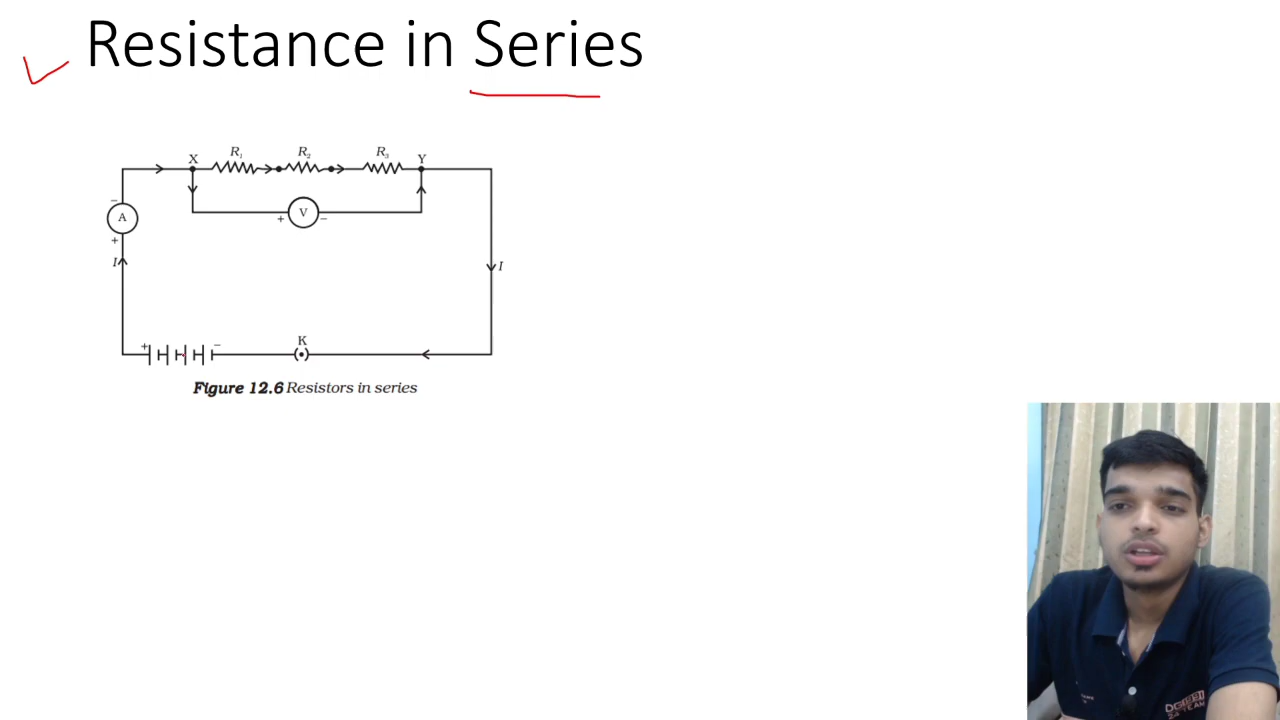 Resistance in Series
X R₁ R₂ R₃ Y
A
V
+ −
I
I
K
+ −
Figure 12.6 Resistors in series